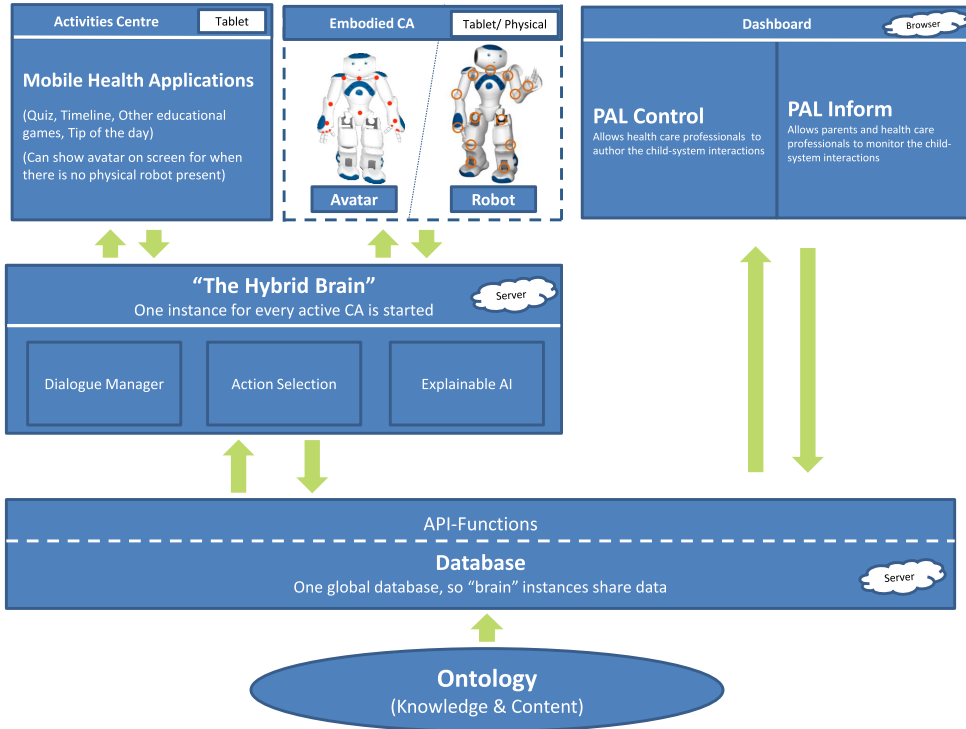 Activities Centre
Tablet
Mobile Health Applications
(Quiz, Timeline, Other educational
games, Tip of the day)
(Can show avatar on screen for when
there is no physical robot present)
Embodied CA
Tablet/ Physical
Avatar
Robot
Dashboard
Browser
PAL Control
Allows health care professionals to
author the child-system interactions
PAL Inform
Allows parents and health care
professionals to monitor the child-
system interactions
“The Hybrid Brain”
One instance for every active CA is started
Server
Dialogue Manager
Action Selection
Explainable AI
API-Functions
Database
One global database, so “brain” instances share data
Server
Ontology
(Knowledge & Content)